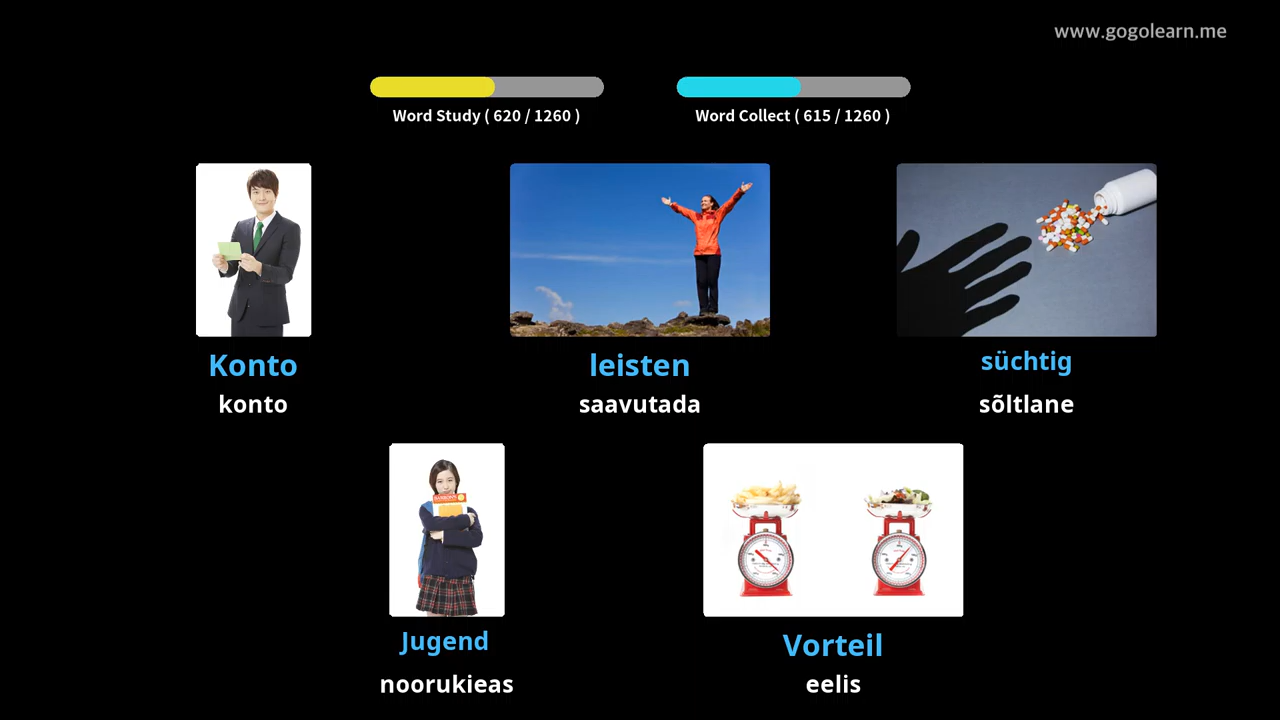 www.gogolearn.me
Word Study ( 620 / 1260 )
Word Collect ( 615 / 1260 )
Konto
konto
leisten
saavutada
süchtig
sõltlane
Jugend
noorukieas
Vorteil
eelis